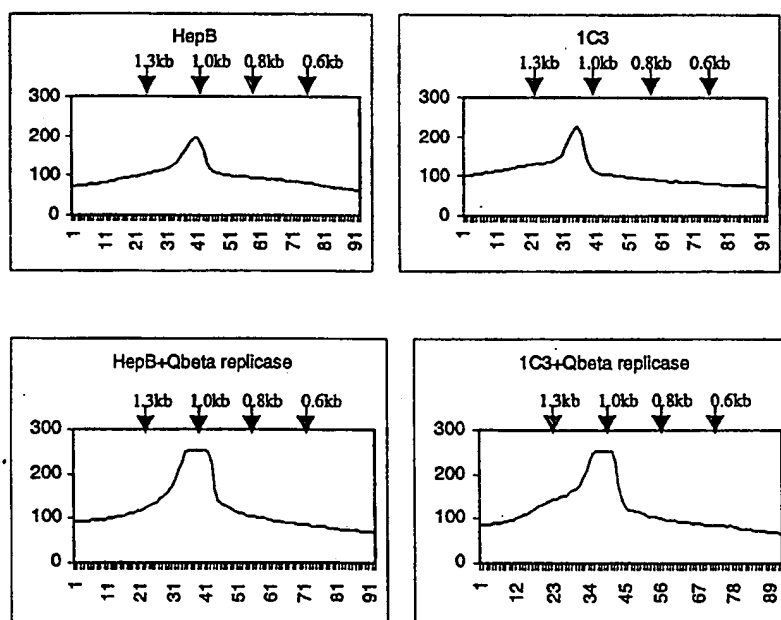 HepB
1.3kb 1.0kb 0.8kb 0.6kb
300
200
100
0
1 11 21 31 41 51 61 71 81 91
1C3
1.3kb 1.0kb 0.8kb 0.6kb
300
200
100
0
1 11 21 31 41 51 61 71 81 91
HepB+Qbeta replicase
1.3kb 1.0kb 0.8kb 0.6kb
300
200
100
0
1 11 21 31 41 51 61 71 81 91
1C3+Qbeta replicase
1.3kb 1.0kb 0.8kb 0.6kb
300
200
100
0
1 12 23 34 45 56 67 78 89